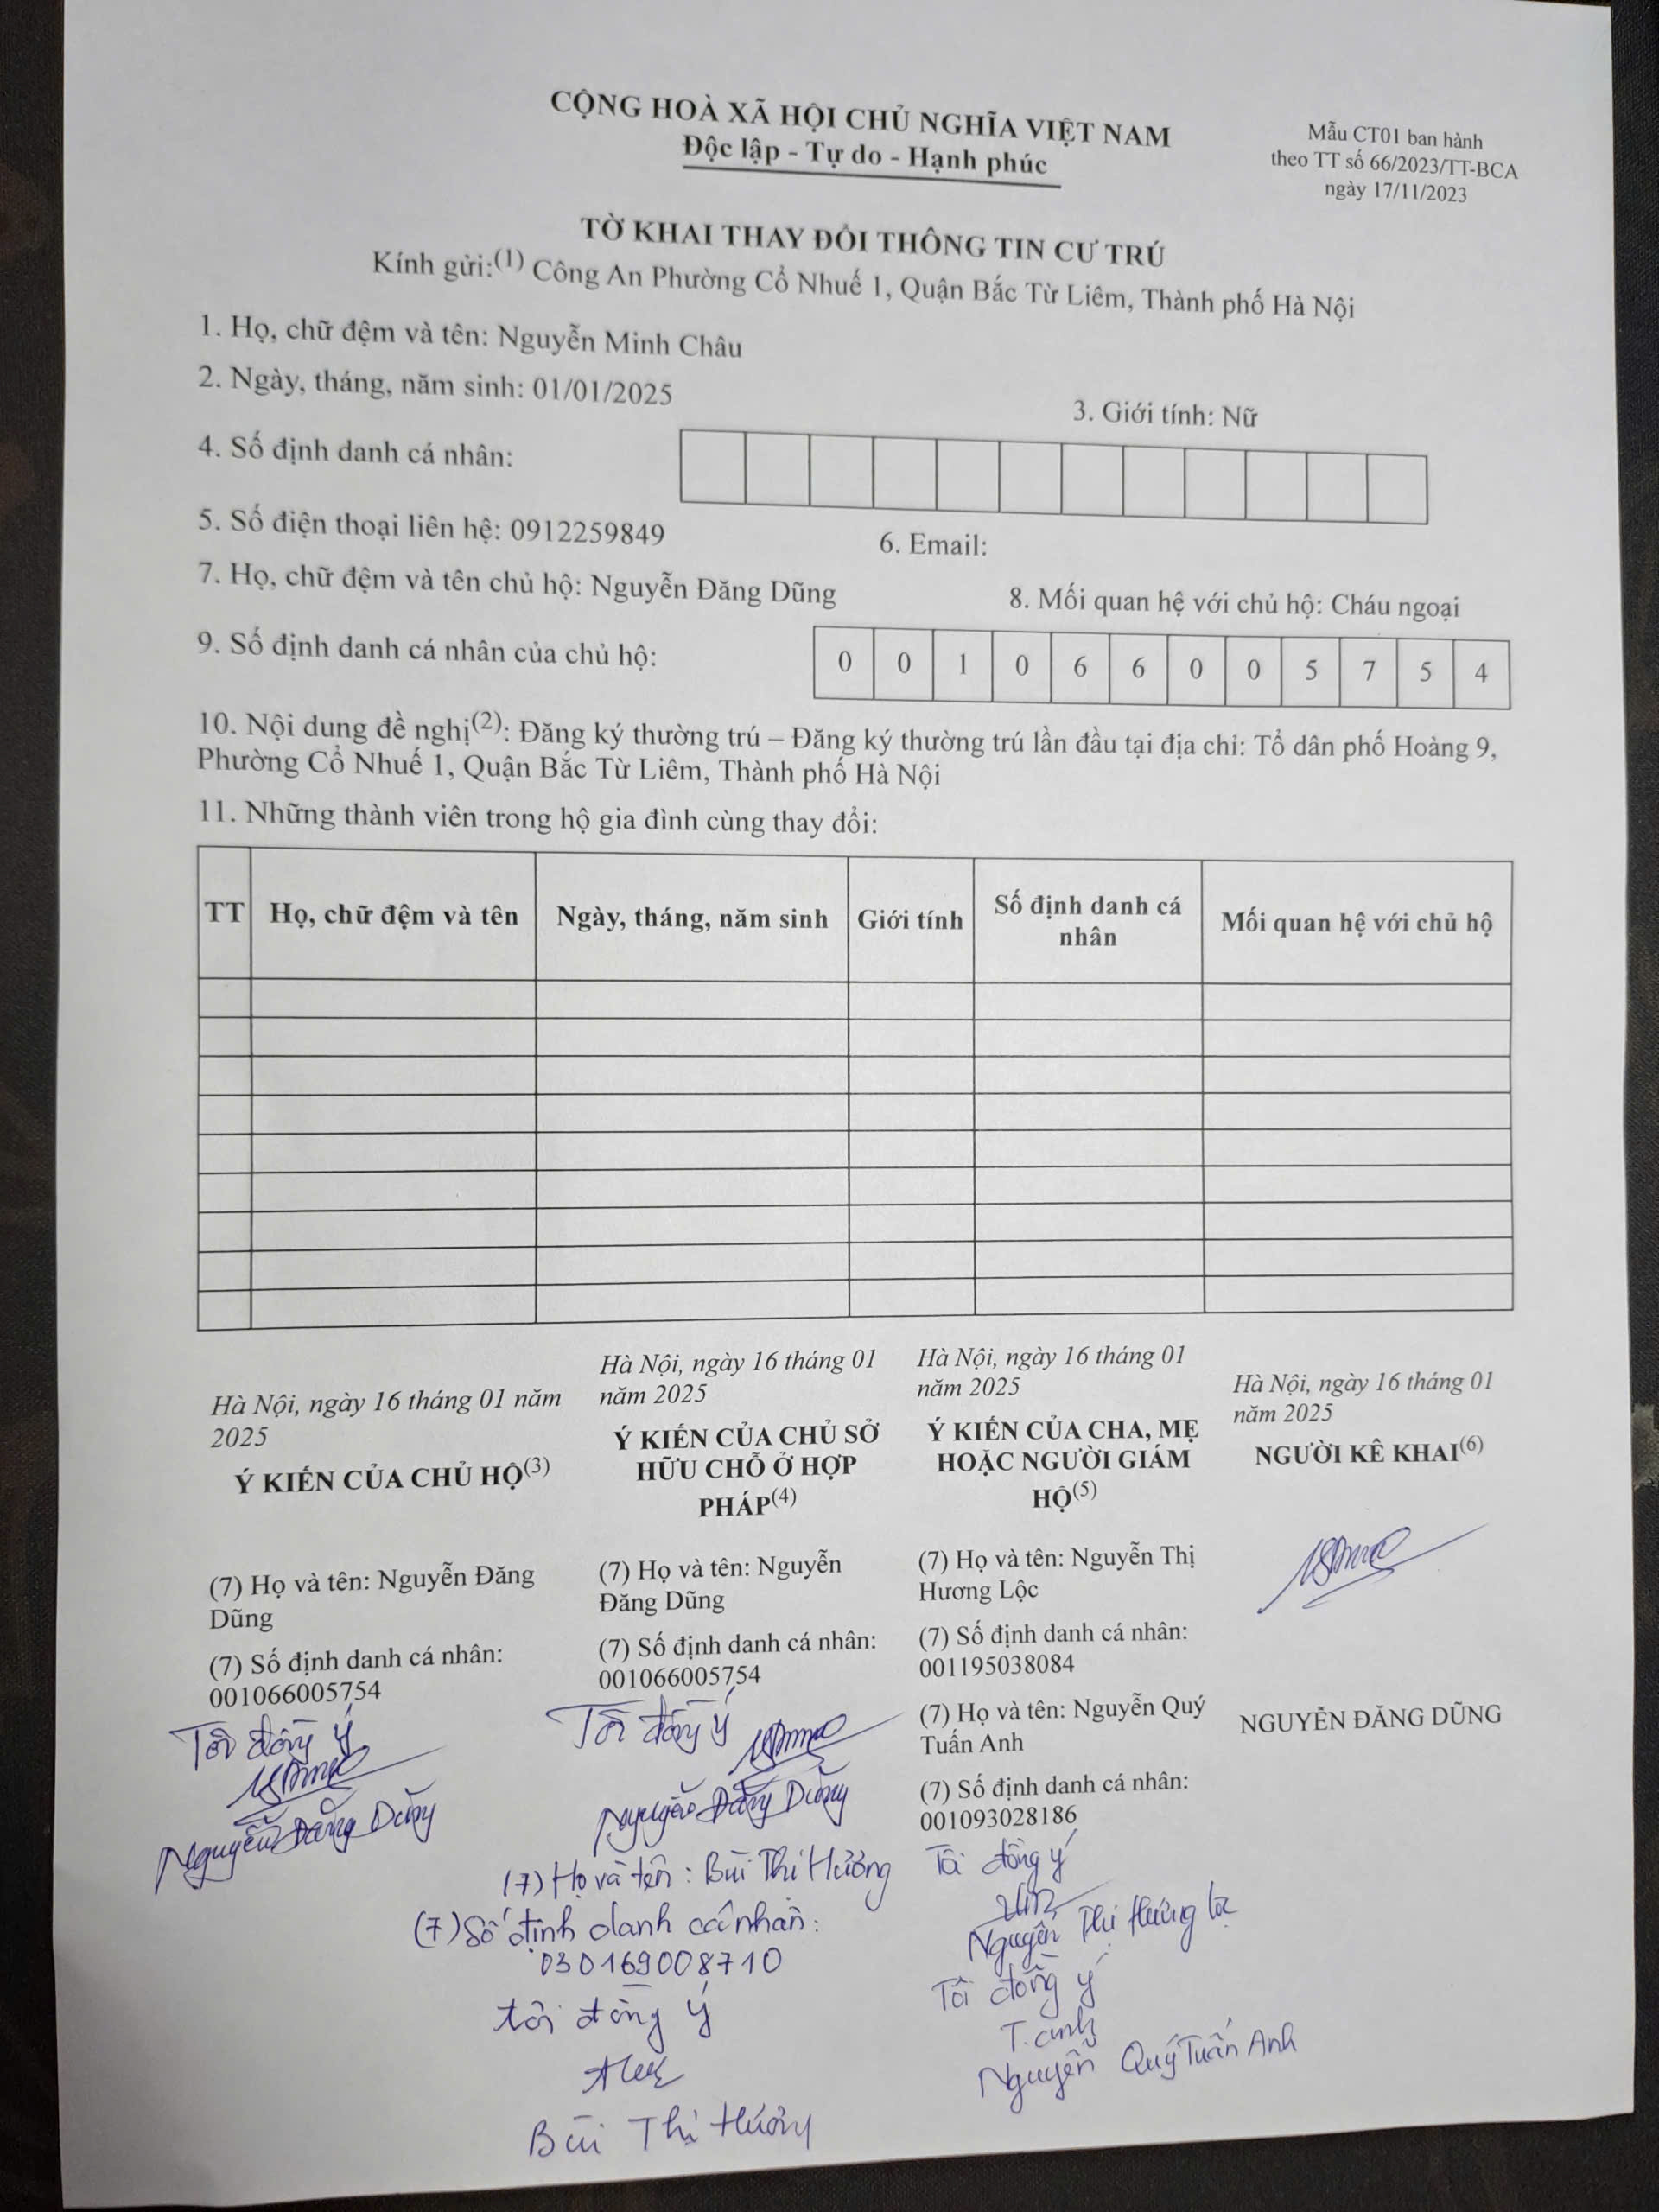 CỘNG HOÀ XÃ HỘI CHỦ NGHĨA VIỆT NAM
Độc lập - Tự do - Hạnh phúc
Mẫu CT01 ban hành
theo TT số 66/2023/TT-BCA
ngày 17/11/2023
TỜ KHAI THAY ĐỔI THÔNG TIN CƯ TRÚ
Kính gửi:(1) Công An Phường Cổ Nhuế 1, Quận Bắc Từ Liêm, Thành phố Hà Nội
1. Họ, chữ đệm và tên: Nguyễn Minh Châu
2. Ngày, tháng, năm sinh: 01/01/2025
3. Giới tính: Nữ
4. Số định danh cá nhân:
5. Số điện thoại liên hệ: 0912259849
6. Email:
7. Họ, chữ đệm và tên chủ hộ: Nguyễn Đăng Dũng
8. Mối quan hệ với chủ hộ: Cháu ngoại
9. Số định danh cá nhân của chủ hộ: 0 0 1 0 6 6 0 0 5 7 5 4
10. Nội dung đề nghị(2): Đăng ký thường trú – Đăng ký thường trú lần đầu tại địa chỉ: Tổ dân phố Hoàng 9,
Phường Cổ Nhuế 1, Quận Bắc Từ Liêm, Thành phố Hà Nội
11. Những thành viên trong hộ gia đình cùng thay đổi:
TT Họ, chữ đệm và tên Ngày, tháng, năm sinh Giới tính Số định danh cá nhân Mối quan hệ với chủ hộ
Hà Nội, ngày 16 tháng 01 năm
2025
Ý KIẾN CỦA CHỦ HỘ(3)
(7) Họ và tên: Nguyễn Đăng
Dũng
(7) Số định danh cá nhân:
001066005754
Tôi đồng ý
Nguyễn Đăng Dũng
Hà Nội, ngày 16 tháng 01
năm 2025
Ý KIẾN CỦA CHỦ SỞ
HỮU CHỖ Ở HỢP
PHÁP(4)
(7) Họ và tên: Nguyễn
Đăng Dũng
(7) Số định danh cá nhân:
001066005754
Tôi đồng ý
Nguyễn Đăng Dũng
(7) Họ và tên: Bùi Thị Hường
(7) Số định danh cá nhân:
030169008710
tôi đồng ý
Bùi Thị Hường
Hà Nội, ngày 16 tháng 01
năm 2025
Ý KIẾN CỦA CHA, MẸ
HOẶC NGƯỜI GIÁM
HỘ(5)
(7) Họ và tên: Nguyễn Thị
Hương Lộc
(7) Số định danh cá nhân:
001195038084
(7) Họ và tên: Nguyễn Quý
Tuấn Anh
(7) Số định danh cá nhân:
001093028186
Tôi đồng ý
Nguyễn Thị Hương Lộc
Tôi đồng ý
T.anh
Nguyễn Quý Tuấn Anh
Hà Nội, ngày 16 tháng 01
năm 2025
NGƯỜI KÊ KHAI(6)
NGUYỄN ĐĂNG DŨNG